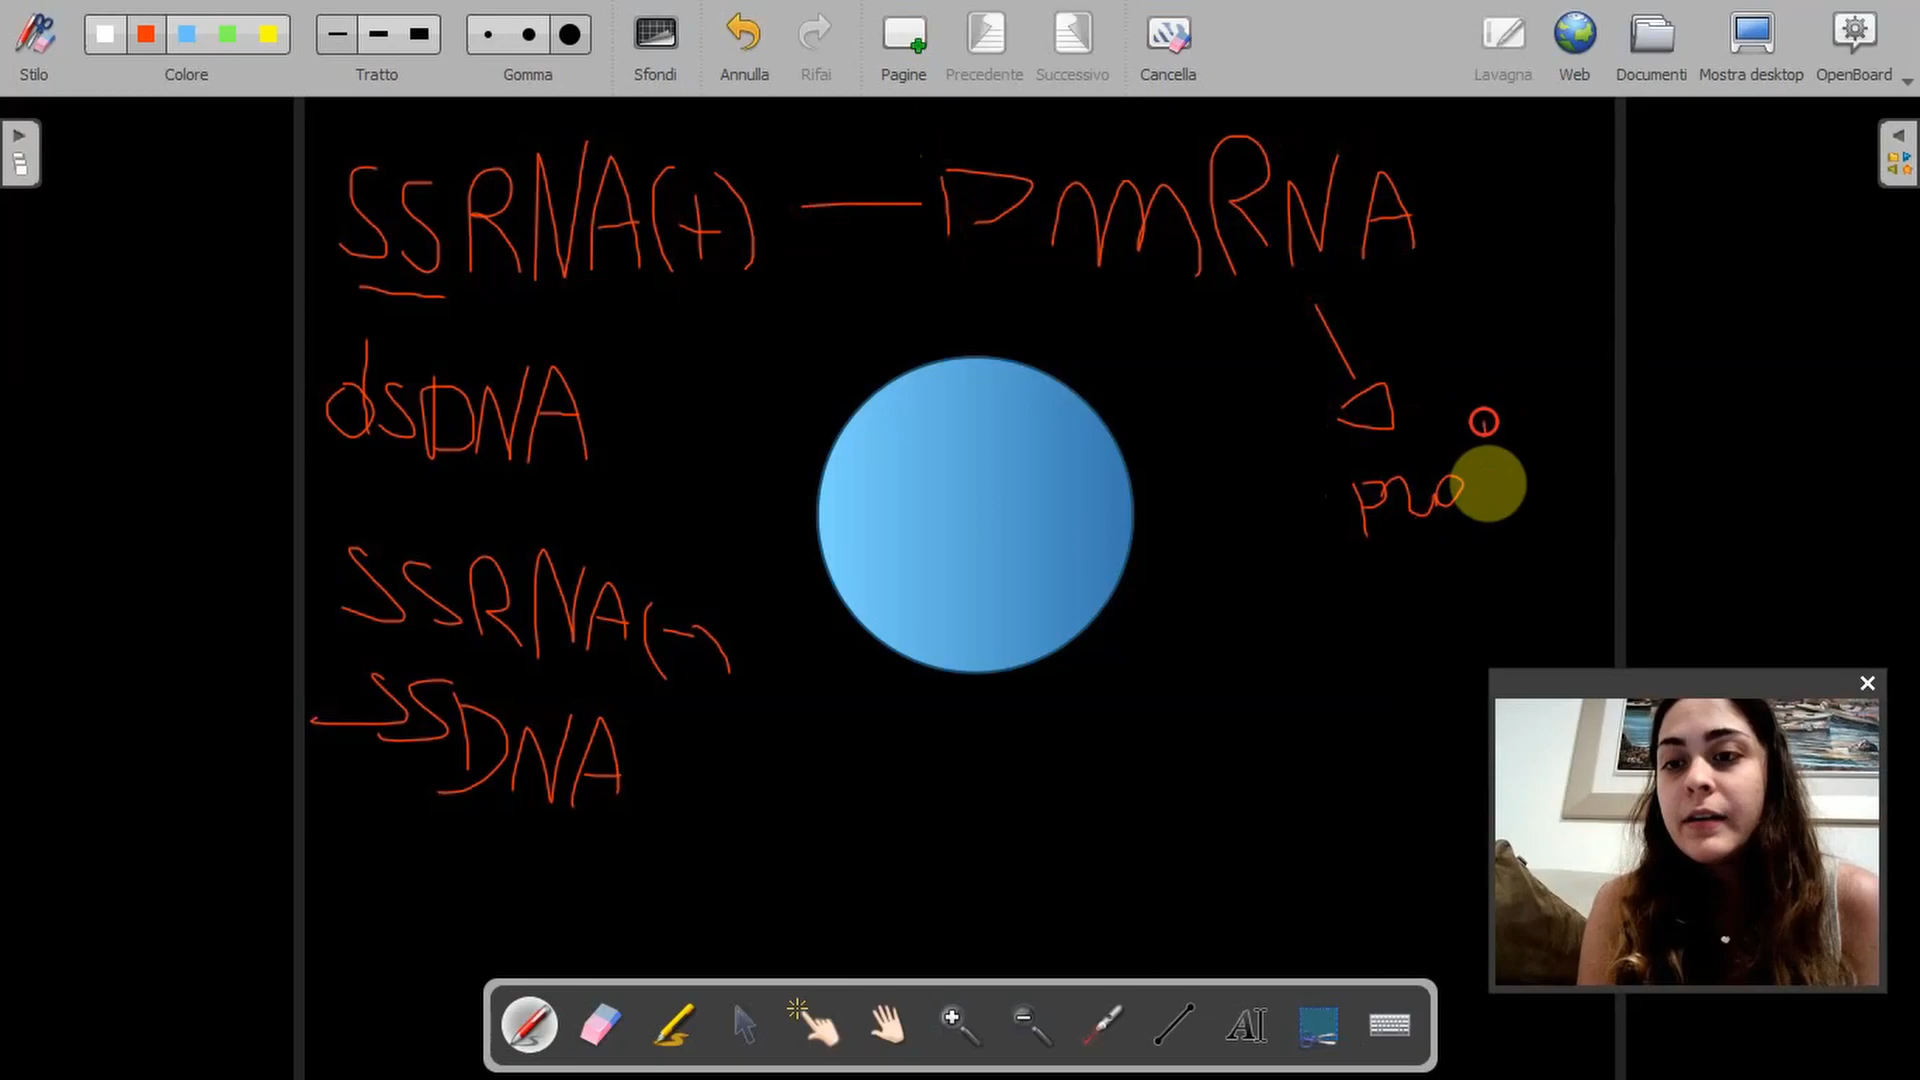 Stilo Colore Tratto Gomma Sfondi Annulla Rifai Pagine Precedente Successivo Cancella Lavagna Web Documenti Mostra desktop OpenBoard
SSRNA(+) → mRNA
dsDNA
pro
SSRNA(-)
SSDNA
AI